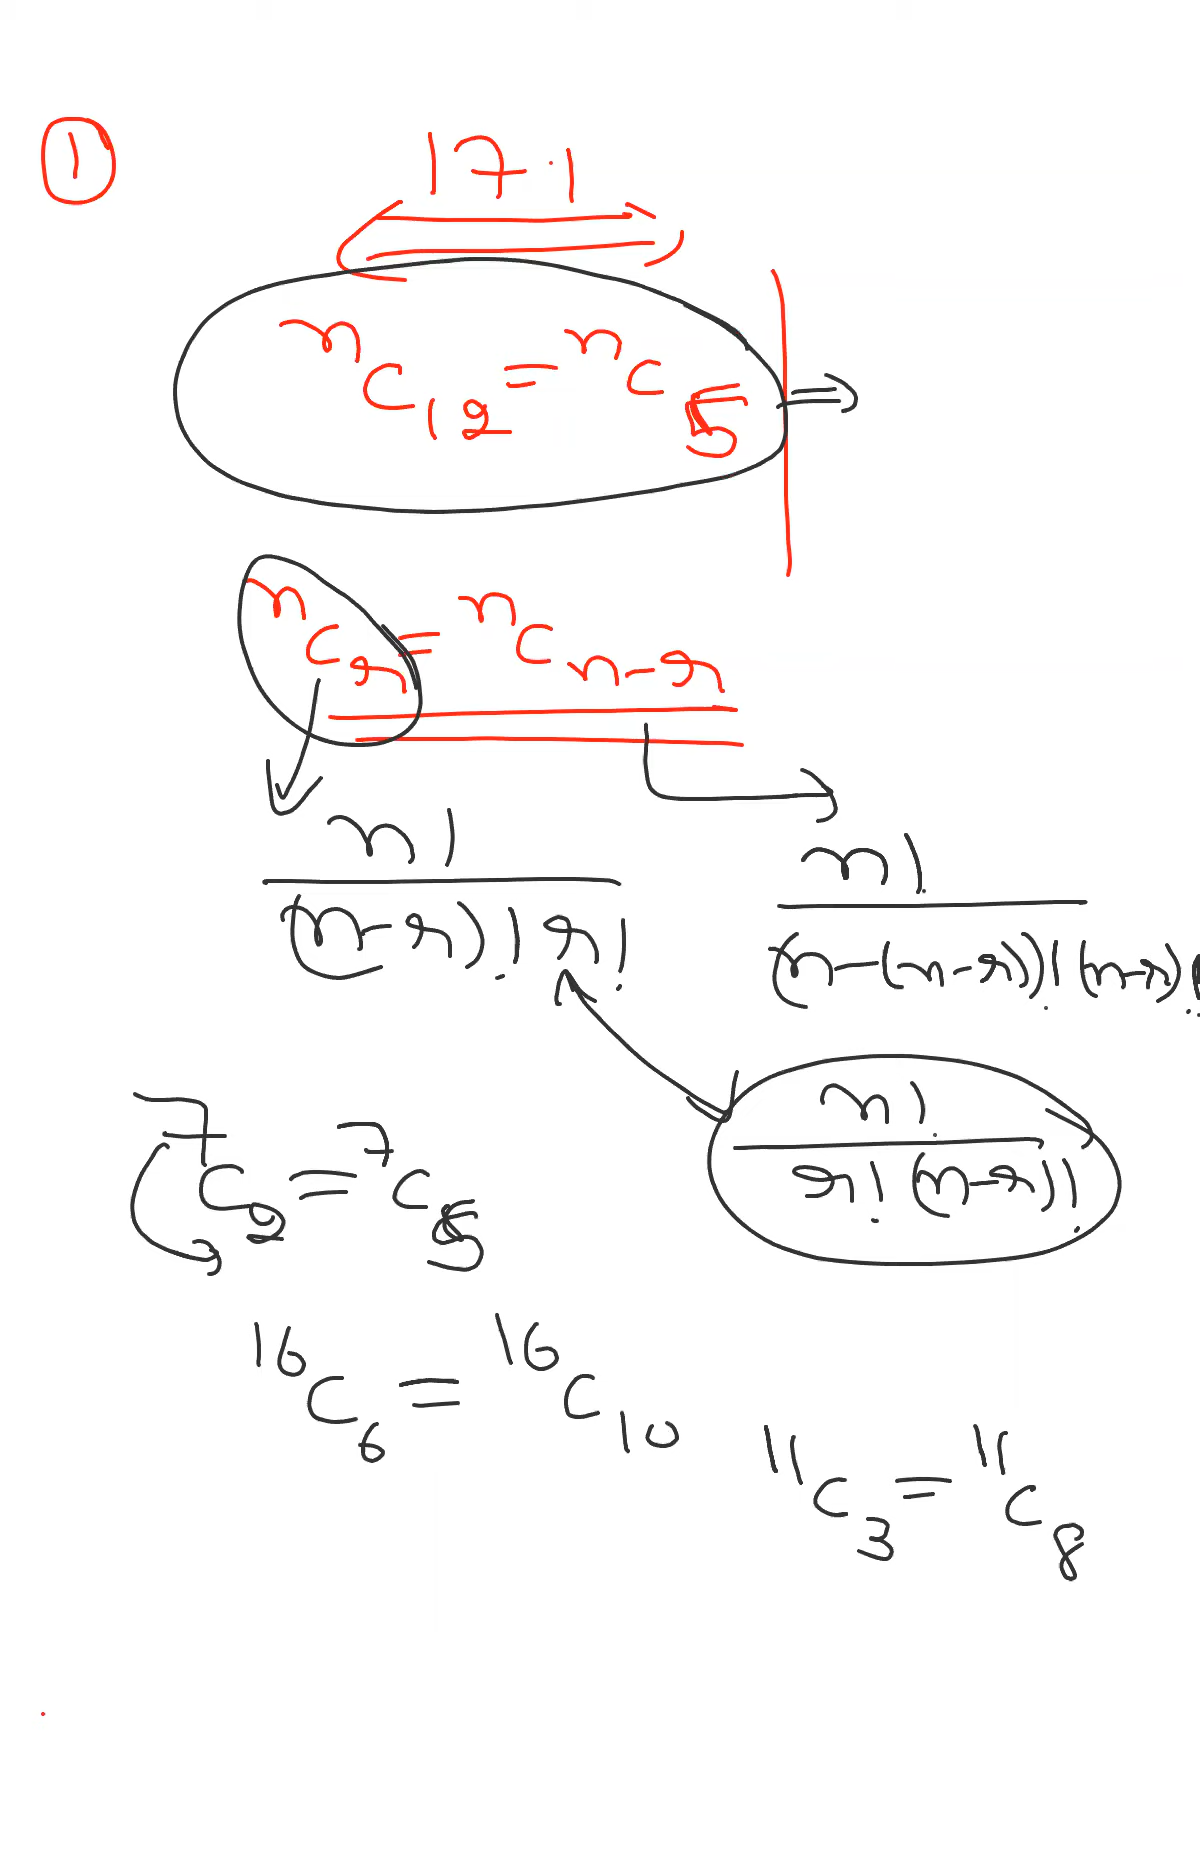 ①
17.1
ⁿC₁₂ = ⁿC₅ ⇒
ⁿCᵣ = ⁿCₙ₋ᵣ
n!/((n-r)! r!)
n!/((n-(n-r))! (n-r)!)
n!/(r! (n-r)!)
⁷C₂ = ⁷C₅
¹⁶C₆ = ¹⁶C₁₀
¹¹C₃ = ¹¹C₈